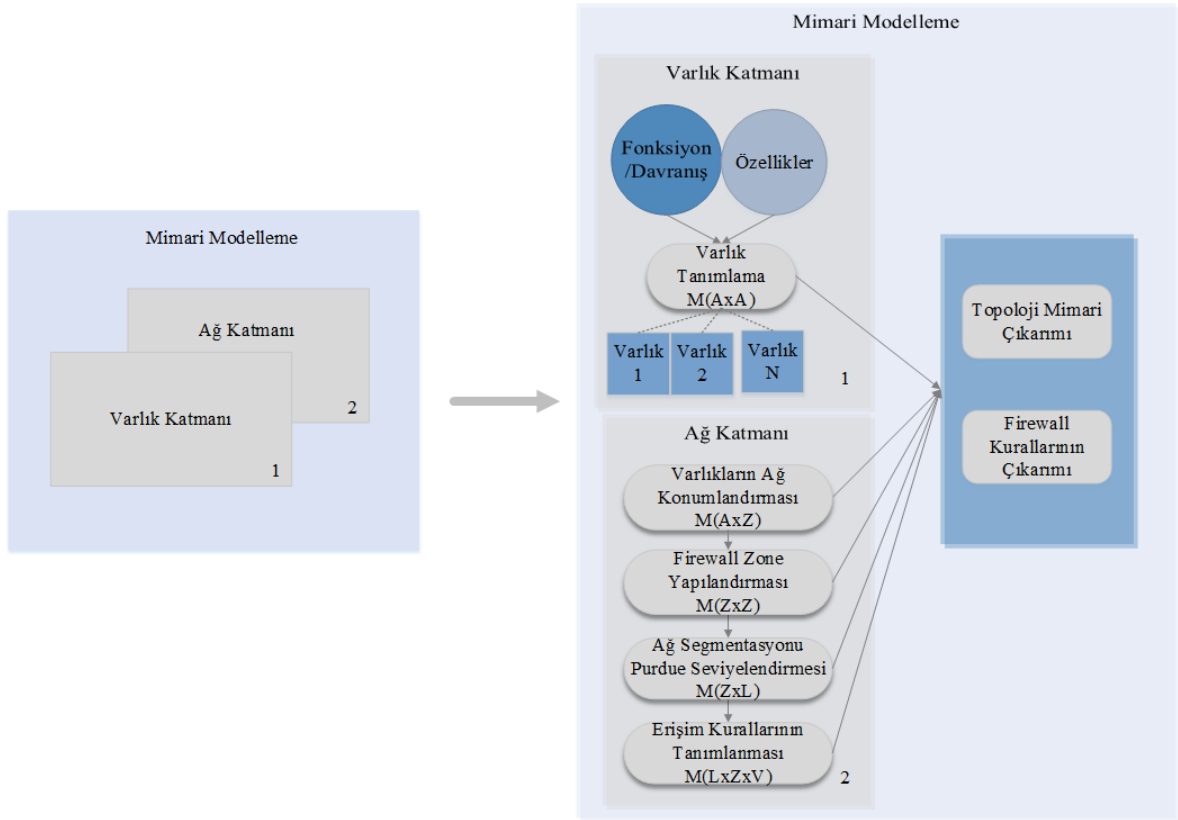 Mimari Modelleme
Ağ Katmanı
2
Varlık Katmanı
1
Mimari Modelleme
Varlık Katmanı
Fonksiyon
/Davranış
Özellikler
Varlık
Tanımlama
M(AxA)
Varlık
1
Varlık
2
Varlık
N
1
Ağ Katmanı
Varlıkların Ağ
Konumlandırması
M(AxZ)
Firewall Zone
Yapılandırması
M(ZxZ)
Ağ Segmentasyonu
Purdue Seviyelendirmesi
M(ZxL)
Erişim Kurallarının
Tanımlanması
M(LxZxV)
2
Topoloji Mimari
Çıkarımı
Firewall
Kurallarının
Çıkarımı